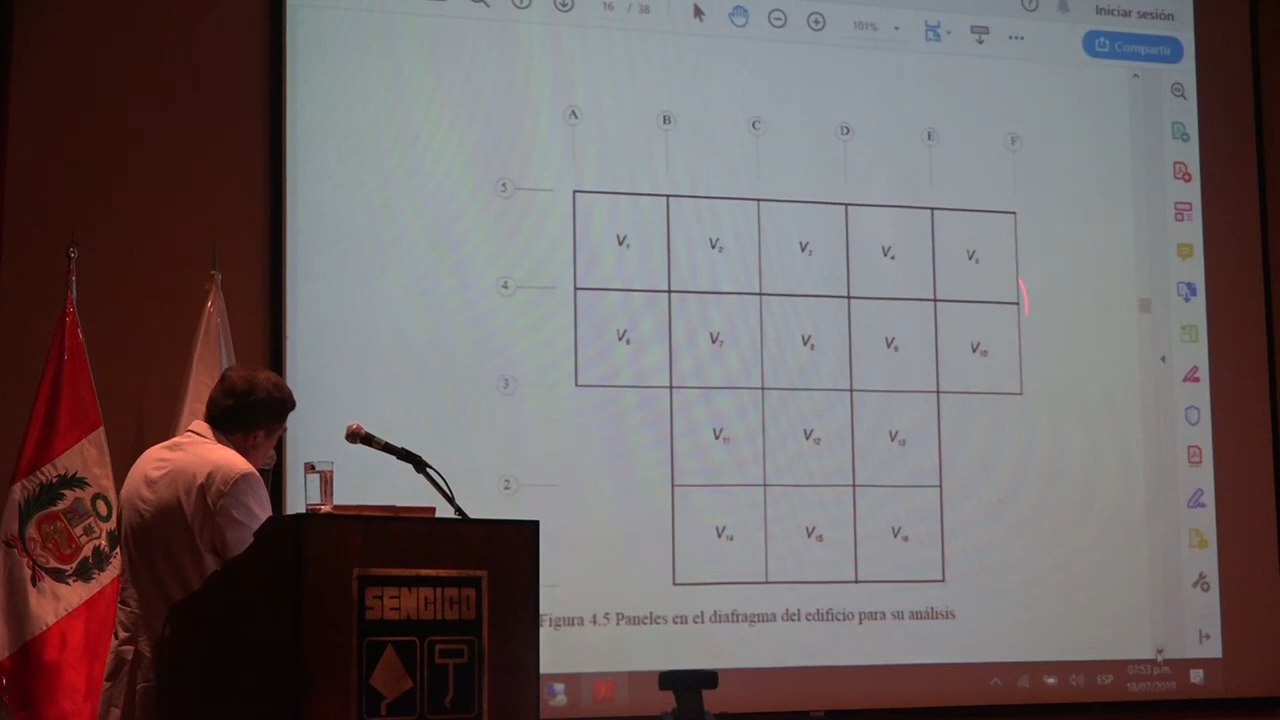 16 / 38
101%
Iniciar sesión
Compartir
A B C D E F
5
V1 V2 V3 V4 V5
4
V6 V7 V8 V9 V10
3
V11 V12 V13
2
V14 V15 V16
Figura 4.5 Paneles en el diafragma del edificio para su análisis
SENCICO
ESP
07:53 p.m.
18/07/2019